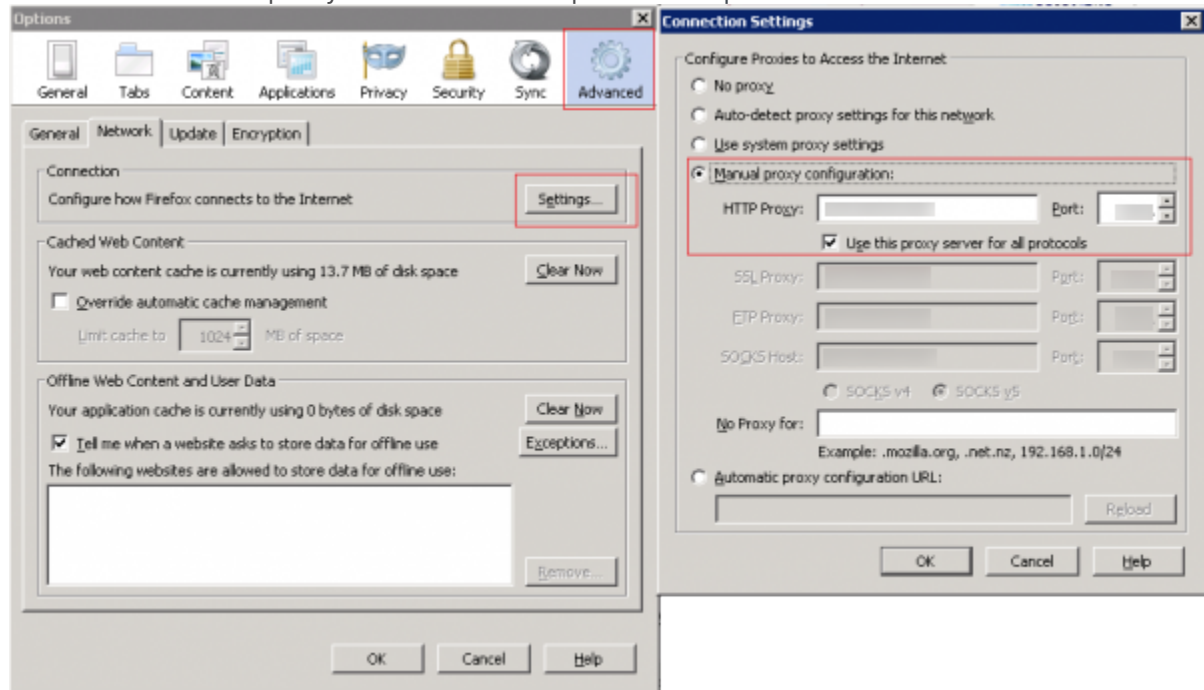 Options
General Tabs Content Applications Privacy Security Sync Advanced
General Network Update Encryption
Connection
Configure how Firefox connects to the Internet Settings...
Cached Web Content
Your web content cache is currently using 13.7 MB of disk space Clear Now
Override automatic cache management
Limit cache to 1024 MB of space
Offline Web Content and User Data
Your application cache is currently using 0 bytes of disk space Clear Now
Tell me when a website asks to store data for offline use Exceptions...
The following websites are allowed to store data for offline use:
Remove...
OK Cancel Help
Connection Settings
Configure Proxies to Access the Internet
No proxy
Auto-detect proxy settings for this network
Use system proxy settings
Manual proxy configuration:
HTTP Proxy: Port:
Use this proxy server for all protocols
SSL Proxy: Port:
FTP Proxy: Port:
SOCKS Host: Port:
SOCKS v4 SOCKS v5
No Proxy for:
Example: .mozilla.org, .net.nz, 192.168.1.0/24
Automatic proxy configuration URL:
Reload
OK Cancel Help